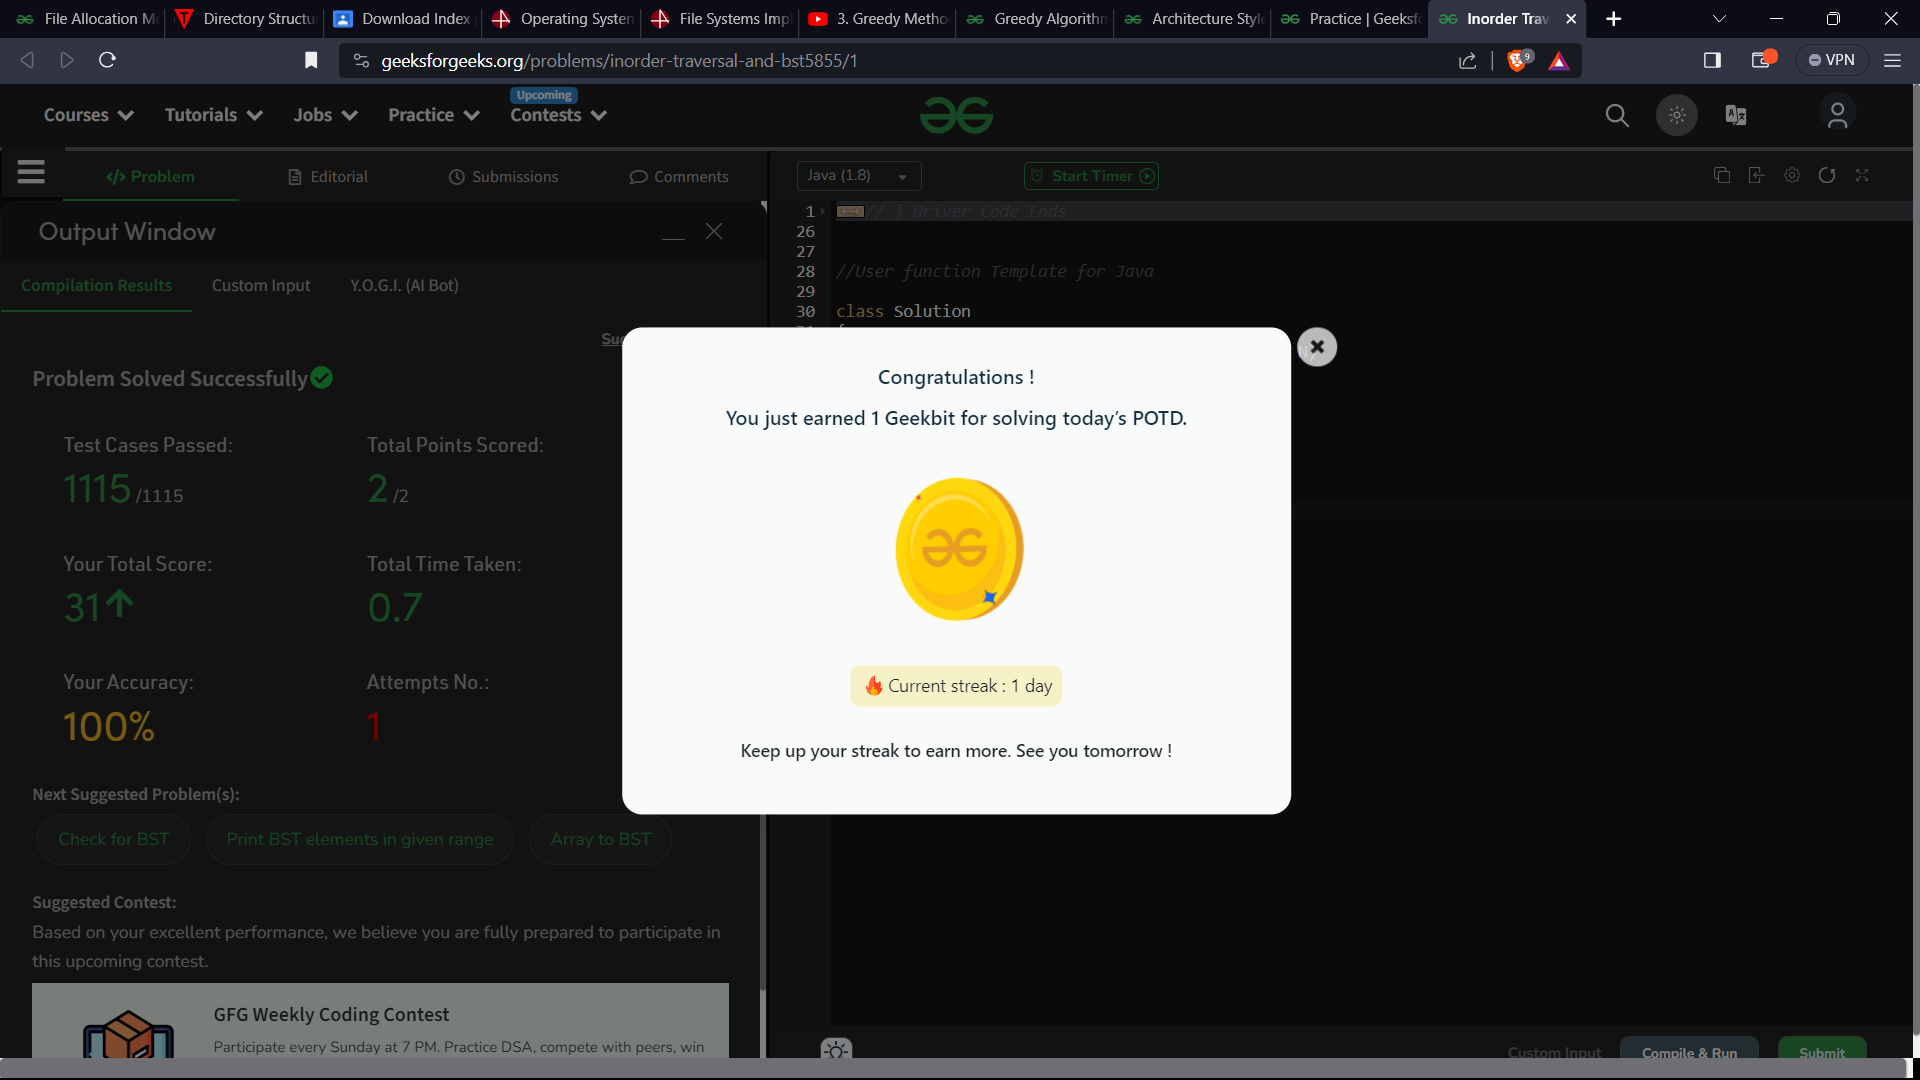 File Allocation M
Directory Structu
Download Index
Operating System
File Systems Imp
3. Greedy Metho
Greedy Algorithm
Architecture Style
Practice | Geeksf
Inorder Trav
geeksforgeeks.org/problems/inorder-traversal-and-bst5855/1
9
VPN
Courses
Tutorials
Jobs
Practice
Upcoming
Contests
Problem
Editorial
Submissions
Comments
Java (1.8)
Start Timer
Output Window
Compilation Results
Custom Input
Y.O.G.I. (AI Bot)
Problem Solved Successfully
Test Cases Passed:
1115 /1115
Total Points Scored:
2 /2
Your Total Score:
31
Total Time Taken:
0.7
Your Accuracy:
100%
Attempts No.:
1
Next Suggested Problem(s):
Check for BST
Print BST elements in given range
Array to BST
Suggested Contest:
Based on your excellent performance, we believe you are fully prepared to participate in
this upcoming contest.
GFG Weekly Coding Contest
Participate every Sunday at 7 PM. Practice DSA, compete with peers, win
1 // } Driver Code Ends
26
27
28 //User function Template for Java
29
30 class Solution
Congratulations !
You just earned 1 Geekbit for solving today's POTD.
Current streak : 1 day
Keep up your streak to earn more. See you tomorrow !
Custom Input
Compile & Run
Submit